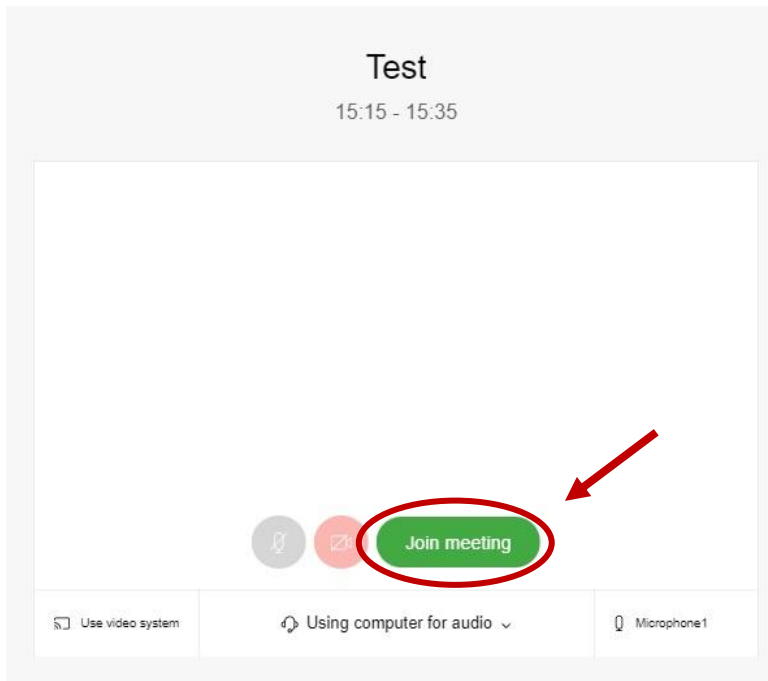 Test
15:15 - 15:35
Join meeting
Use video system
Using computer for audio
Microphone1